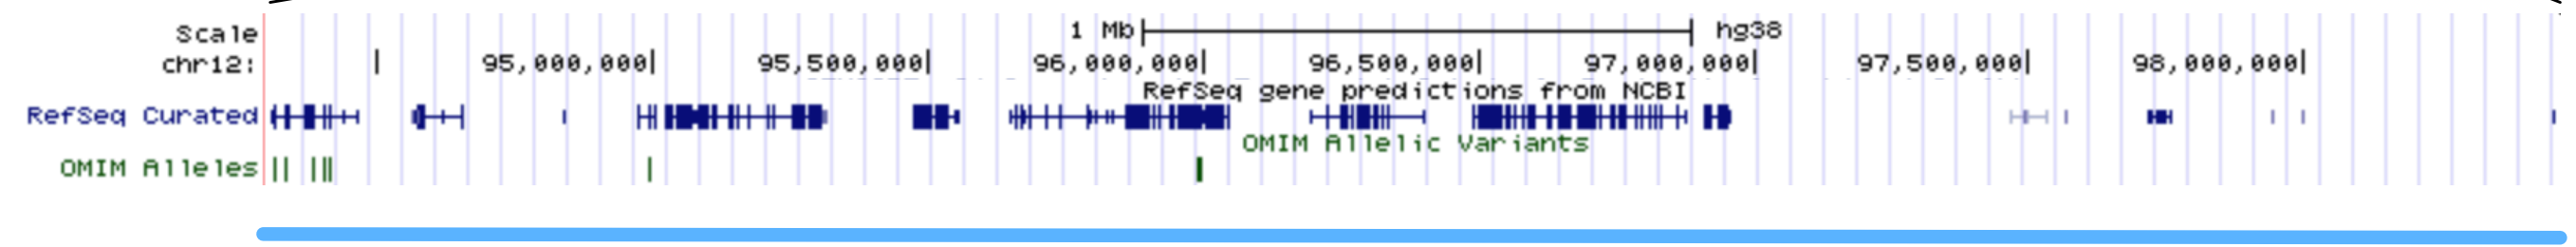 Scale 1 Mb hg38
chr12: 95,000,000 95,500,000 96,000,000 96,500,000 97,000,000 97,500,000 98,000,000
RefSeq gene predictions from NCBI
RefSeq Curated
OMIM Allelic Variants
OMIM Alleles